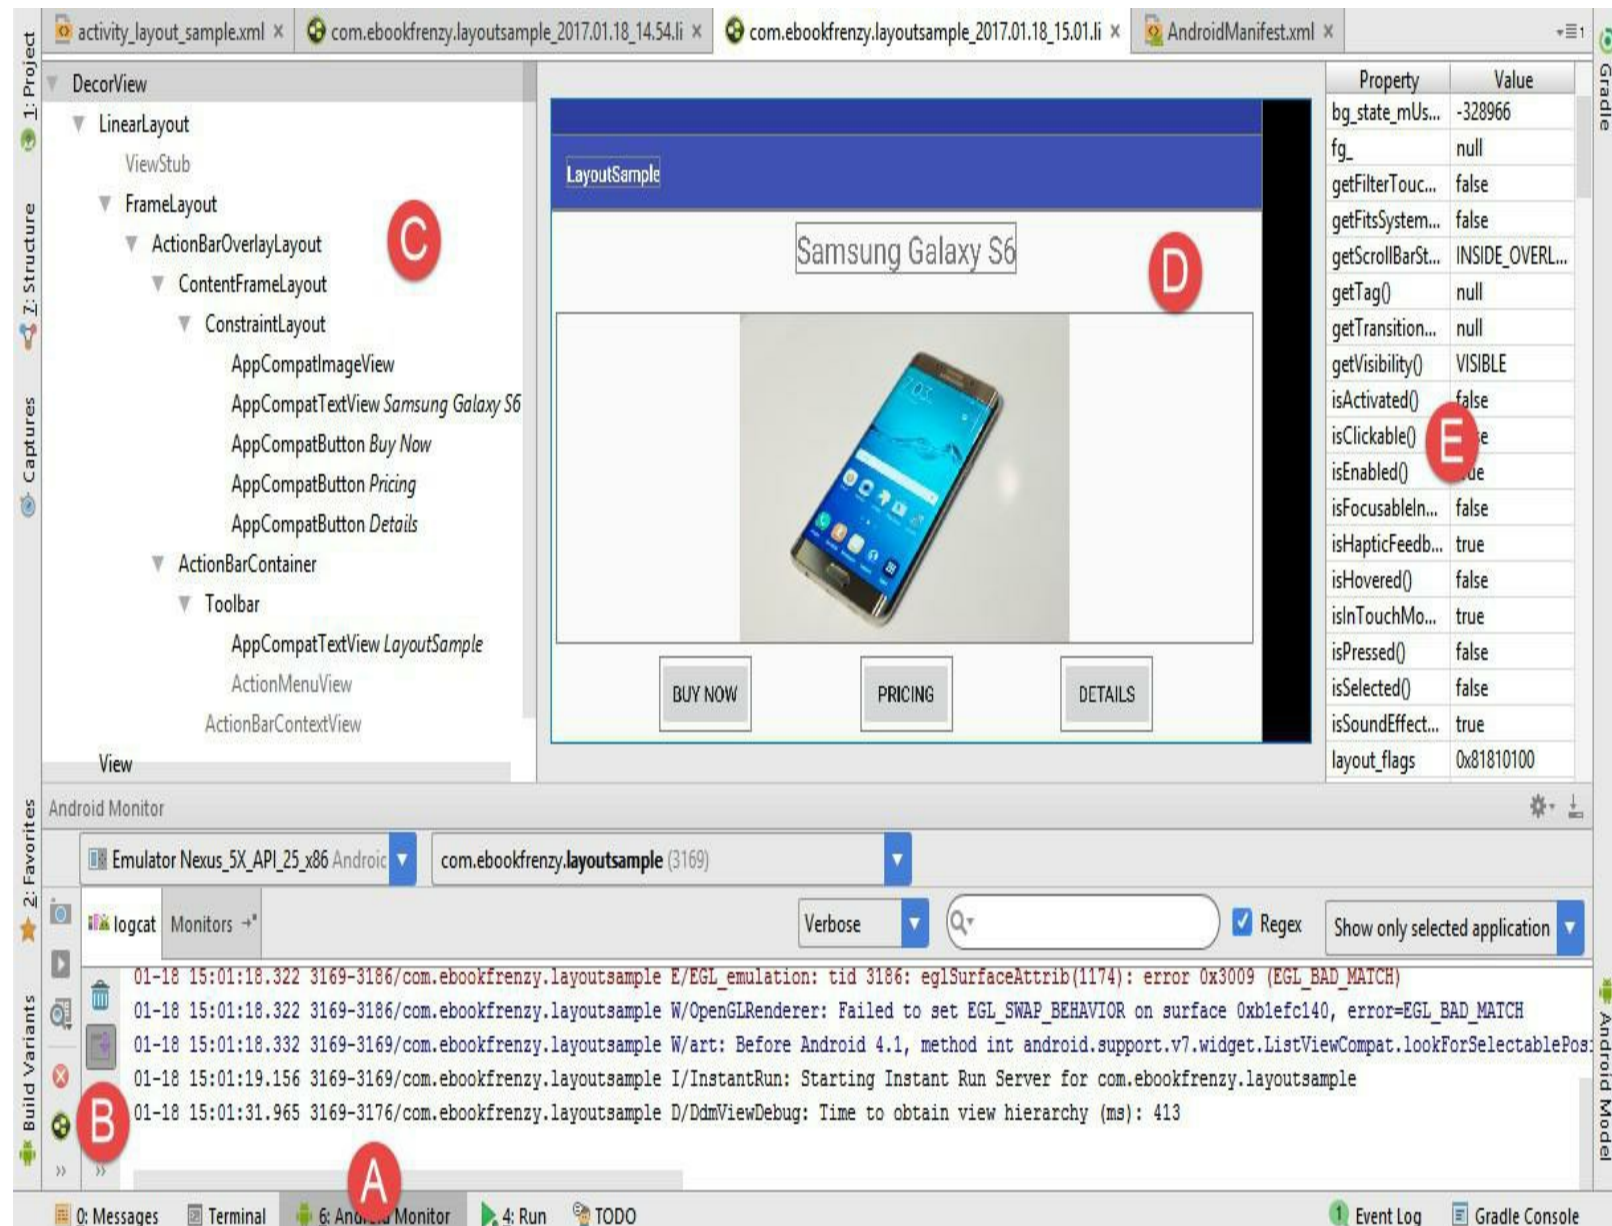 activity_layout_sample.xml ×
com.ebookfrenzy.layoutsample_2017.01.18_14.54.li ×
com.ebookfrenzy.layoutsample_2017.01.18_15.01.li ×
AndroidManifest.xml ×
1
1: Project
7: Structure
Captures
2: Favorites
Build Variants
DecorView
LinearLayout
ViewStub
FrameLayout
ActionBarOverlayLayout
ContentFrameLayout
ConstraintLayout
AppCompatImageView
AppCompatTextView Samsung Galaxy S6
AppCompatButton Buy Now
AppCompatButton Pricing
AppCompatButton Details
ActionBarContainer
Toolbar
AppCompatTextView LayoutSample
ActionMenuView
ActionBarContextView
View
C
LayoutSample
Samsung Galaxy S6
D
7:03
BUY NOW
PRICING
DETAILS
Property Value
bg_state_mUs... -328966
fg_ null
getFilterTouc... false
getFitsSystem... false
getScrollBarSt... INSIDE_OVERL...
getTag() null
getTransition... null
getVisibility() VISIBLE
isActivated() false
isClickable()
isEnabled()
isFocusableIn... false
isHapticFeedb... true
isHovered() false
isInTouchMo... true
isPressed() false
isSelected() false
isSoundEffect... true
layout_flags 0x81810100
E
Gradle
Android Model
Android Monitor
Emulator Nexus_5X_API_25_x86 Androic
com.ebookfrenzy.layoutsample (3169)
logcat
Monitors
Verbose
Regex
Show only selected application
01-18 15:01:18.322 3169-3186/com.ebookfrenzy.layoutsample E/EGL_emulation: tid 3186: eglSurfaceAttrib(1174): error 0x3009 (EGL_BAD_MATCH)
01-18 15:01:18.322 3169-3186/com.ebookfrenzy.layoutsample W/OpenGLRenderer: Failed to set EGL_SWAP_BEHAVIOR on surface 0xb1efc140, error=EGL_BAD_MATCH
01-18 15:01:18.332 3169-3169/com.ebookfrenzy.layoutsample W/art: Before Android 4.1, method int android.support.v7.widget.ListViewCompat.lookForSelectablePosi
01-18 15:01:19.156 3169-3169/com.ebookfrenzy.layoutsample I/InstantRun: Starting Instant Run Server for com.ebookfrenzy.layoutsample
01-18 15:01:31.965 3169-3176/com.ebookfrenzy.layoutsample D/DdmViewDebug: Time to obtain view hierarchy (ms): 413
B
A
0: Messages
Terminal
6: Android Monitor
4: Run
TODO
1 Event Log
Gradle Console